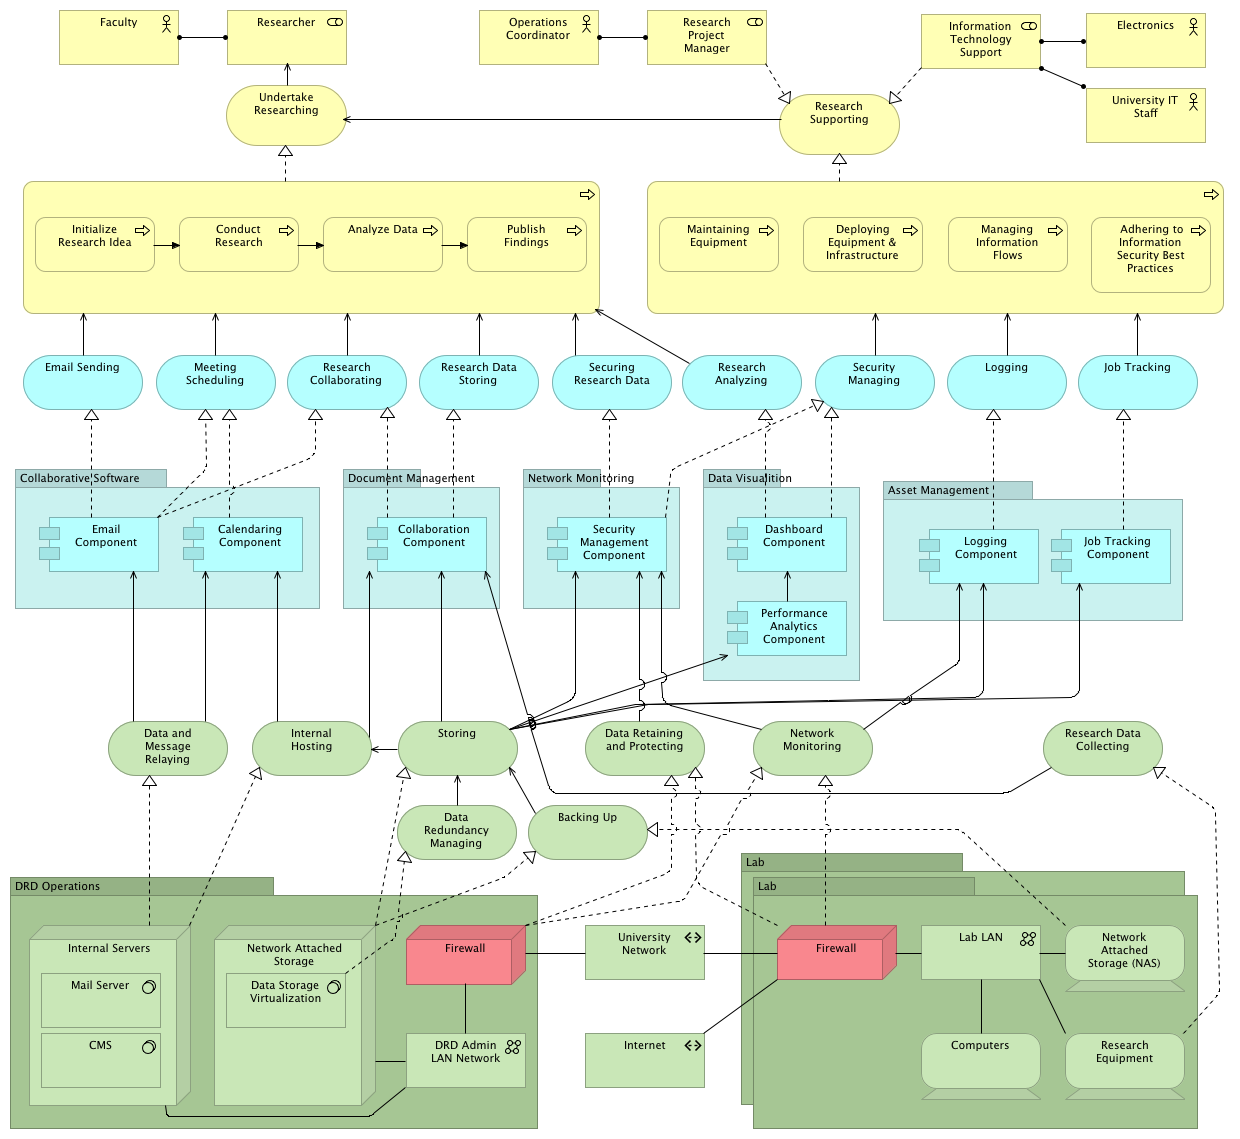 Faculty
Researcher
Operations
Coordinator
Research
Project
Manager
Information
Technology
Support
Electronics
University IT
Staff
Undertake
Researching
Research
Supporting
Initialize
Research Idea
Conduct
Research
Analyze Data
Publish
Findings
Maintaining
Equipment
Deploying
Equipment &
Infrastructure
Managing
Information
Flows
Adhering to
Information
Security Best
Practices
Email Sending
Meeting
Scheduling
Research
Collaborating
Research Data
Storing
Securing
Research Data
Research
Analyzing
Security
Managing
Logging
Job Tracking
Collaborative Software
Document Management
Network Monitoring
Data Visualition
Asset Management
Email
Component
Calendaring
Component
Collaboration
Component
Security
Management
Component
Dashboard
Component
Logging
Component
Job Tracking
Component
Performance
Analytics
Component
Data and
Message
Relaying
Internal
Hosting
Storing
Data Retaining
and Protecting
Network
Monitoring
Research Data
Collecting
Data
Redundancy
Managing
Backing Up
DRD Operations
Lab
Lab
Internal Servers
Mail Server
CMS
Network Attached
Storage
Data Storage
Virtualization
Firewall
DRD Admin
LAN Network
University
Network
Internet
Firewall
Lab LAN
Network
Attached
Storage (NAS)
Computers
Research
Equipment